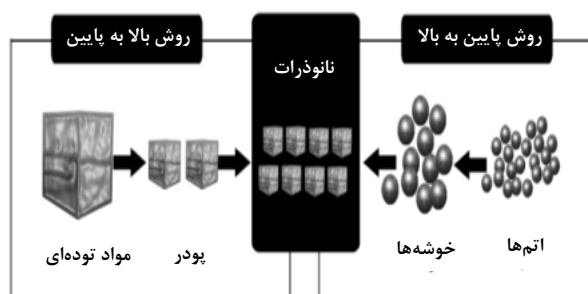 روش پایین به بالا
نانوذرات
روش بالا به پایین
اتم‌ها
خوشه‌ها
پودر
مواد توده‌ای